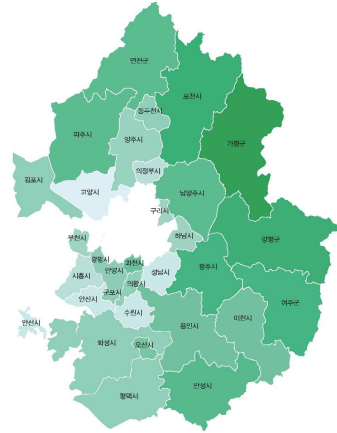 연천군
포천시
동두천시
가평군
파주시
양주시
의정부시
김포시
고양시
남양주시
구리시
하남시
부천시
양평군
광명시
과천시
시흥시
안양시
성남시
광주시
의왕시
군포시
안산시
여주군
수원시
안산시
용인시
이천시
화성시
오산시
안성시
평택시